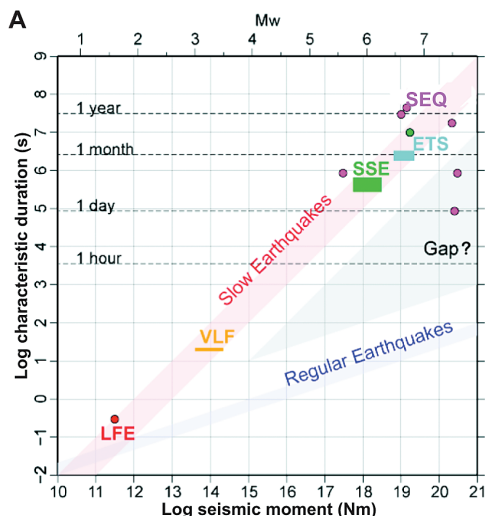 A
Mw
1 2 3 4 5 6 7
9
8
7
6
5
4
3
2
1
0
-1
-2
Log characteristic duration (s)
SEQ
1 year
ETS
1 month
SSE
1 day
Gap ?
1 hour
Slow Earthquakes
VLF
Regular Earthquakes
LFE
10 11 12 13 14 15 16 17 18 19 20 21
Log seismic moment (Nm)